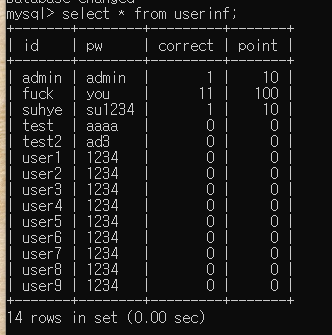 Database changed
mysql> select * from userinf;
+-------+--------+---------+-------+
| id    | pw     | correct | point |
+-------+--------+---------+-------+
| admin | admin  |       1 |    10 |
| fuck  | you    |      11 |   100 |
| suhye | su1234 |       1 |    10 |
| test  | aaaa   |       0 |     0 |
| test2 | ad3    |       0 |     0 |
| user1 | 1234   |       0 |     0 |
| user2 | 1234   |       0 |     0 |
| user3 | 1234   |       0 |     0 |
| user4 | 1234   |       0 |     0 |
| user5 | 1234   |       0 |     0 |
| user6 | 1234   |       0 |     0 |
| user7 | 1234   |       0 |     0 |
| user8 | 1234   |       0 |     0 |
| user9 | 1234   |       0 |     0 |
+-------+--------+---------+-------+
14 rows in set (0.00 sec)